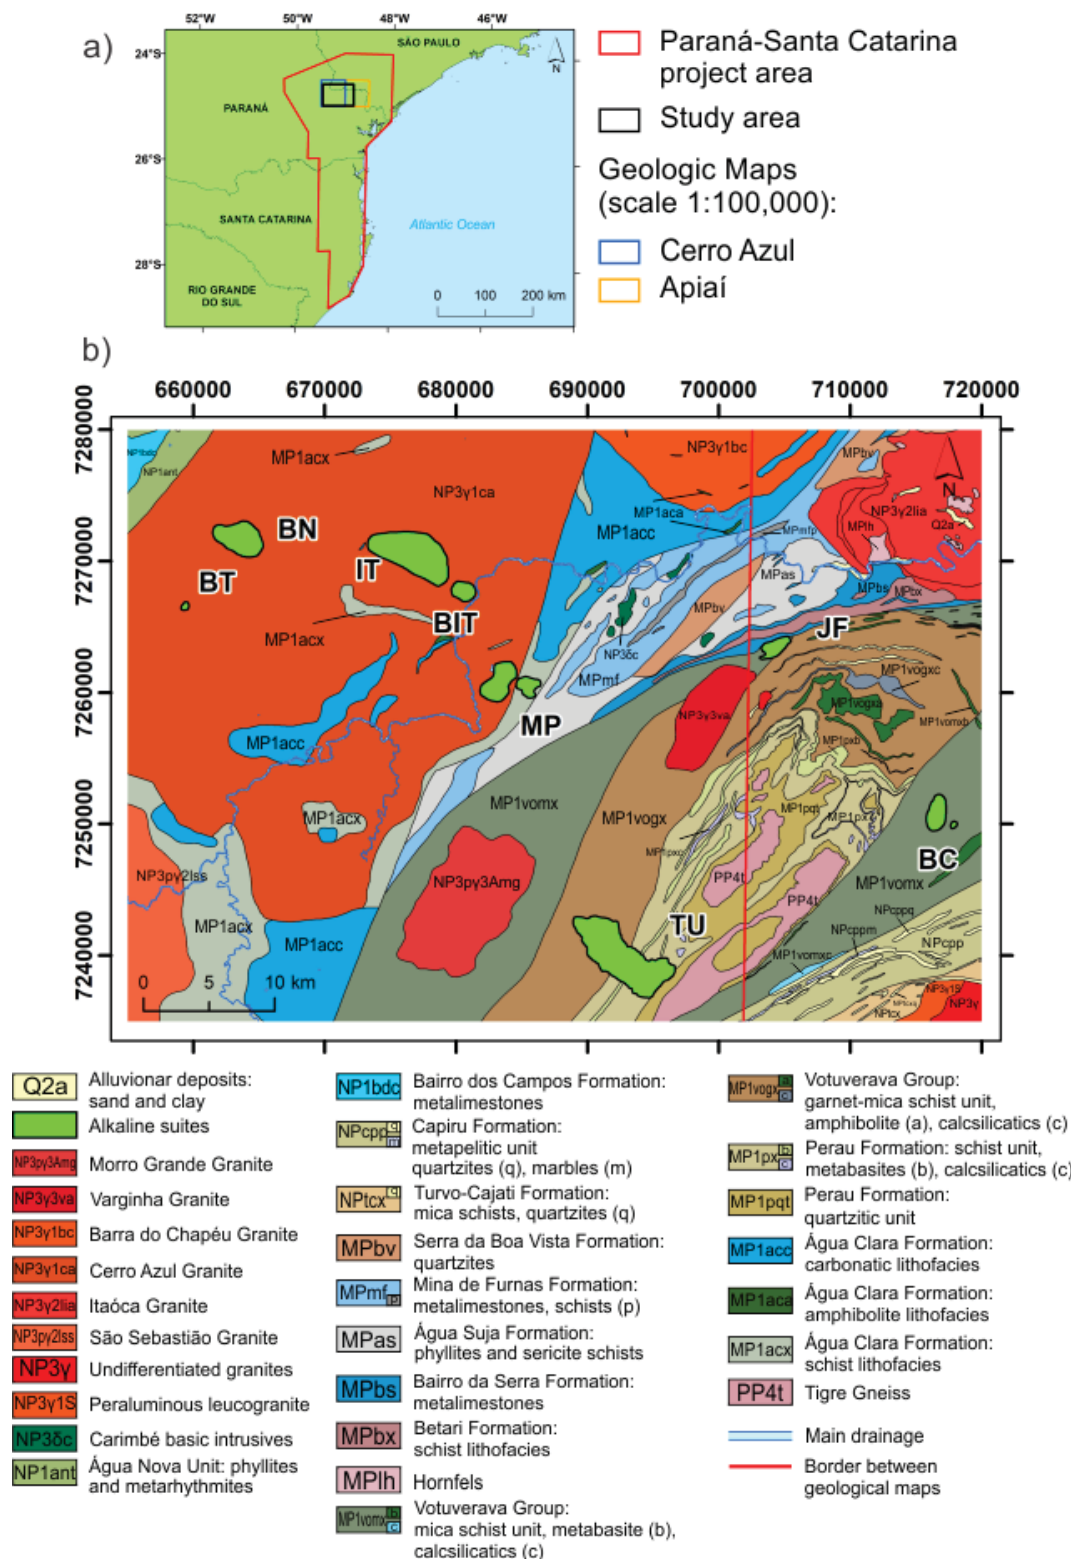 a)
52°W
50°W
48°W
46°W
24°S
26°S
28°S
SÃO PAULO
N
PARANÁ
SANTA CATARINA
Atlantic Ocean
RIO GRANDE
DO SUL
0 100 200 km
Paraná-Santa Catarina
project area
Study area
Geologic Maps
(scale 1:100,000):
Cerro Azul
Apiaí
b)
660000 670000 680000 690000 700000 710000 720000
7280000
7270000
7260000
7250000
7240000
NP1bdc
NP1ant
MP1acx
NP3γ1ca
NP3γ1bc
MPbv
N
MP1aca
MP1acc
MPmfp
NP3γ2lia
Q2a
MPlh
BN
BT
IT
BIT
MP1acx
MPas
MPbs
MPbx
MPbv
JF
NP3δc
MPmf
MP1vogxc
MP1vogxa
MP1vomxb
NP3γ3va
MP
MP1acc
MP1pxb
MP1vomx
MP1pqt
MP1px
MP1acx
MP1vogx
MP1pxc
NP3pγ2lss
NP3pγ3Amg
PP4t
PP4t
BC
MP1vomx
NPcppq
NPcppm
NPcpp
MP1acx
MP1acc
TU
MP1vomxc
NP3γ1S
NP3γ
NPtcx
0 5 10 km
Q2a Alluvionar deposits:
sand and clay
Alkaline suites
NP3pγ3Amg Morro Grande Granite
NP3γ3va Varginha Granite
NP3γ1bc Barra do Chapéu Granite
NP3γ1ca Cerro Azul Granite
NP3γ2lia Itaóca Granite
NP3pγ2lss São Sebastião Granite
NP3γ Undifferentiated granites
NP3γ1S Peraluminous leucogranite
NP3δc Carimbé basic intrusives
NP1ant Água Nova Unit: phyllites
and metarhythmites
NP1bdc Bairro dos Campos Formation:
metalimestones
NPcpp q m Capiru Formation:
metapelitic unit
quartzites (q), marbles (m)
NPtcx q Turvo-Cajati Formation:
mica schists, quartzites (q)
MPbv Serra da Boa Vista Formation:
quartzites
MPmf p Mina de Furnas Formation:
metalimestones, schists (p)
MPas Água Suja Formation:
phyllites and sericite schists
MPbs Bairro da Serra Formation:
metalimestones
MPbx Betari Formation:
schist lithofacies
MPlh Hornfels
MP1vomx b c Votuverava Group:
mica schist unit, metabasite (b),
calcsilicatics (c)
MP1vogx a c Votuverava Group:
garnet-mica schist unit,
amphibolite (a), calcsilicatics (c)
MP1px b c Perau Formation: schist unit,
metabasites (b), calcsilicatics (c)
MP1pqt Perau Formation:
quartzitic unit
MP1acc Água Clara Formation:
carbonatic lithofacies
MP1aca Água Clara Formation:
amphibolite lithofacies
MP1acx Água Clara Formation:
schist lithofacies
PP4t Tigre Gneiss
Main drainage
Border between
geological maps